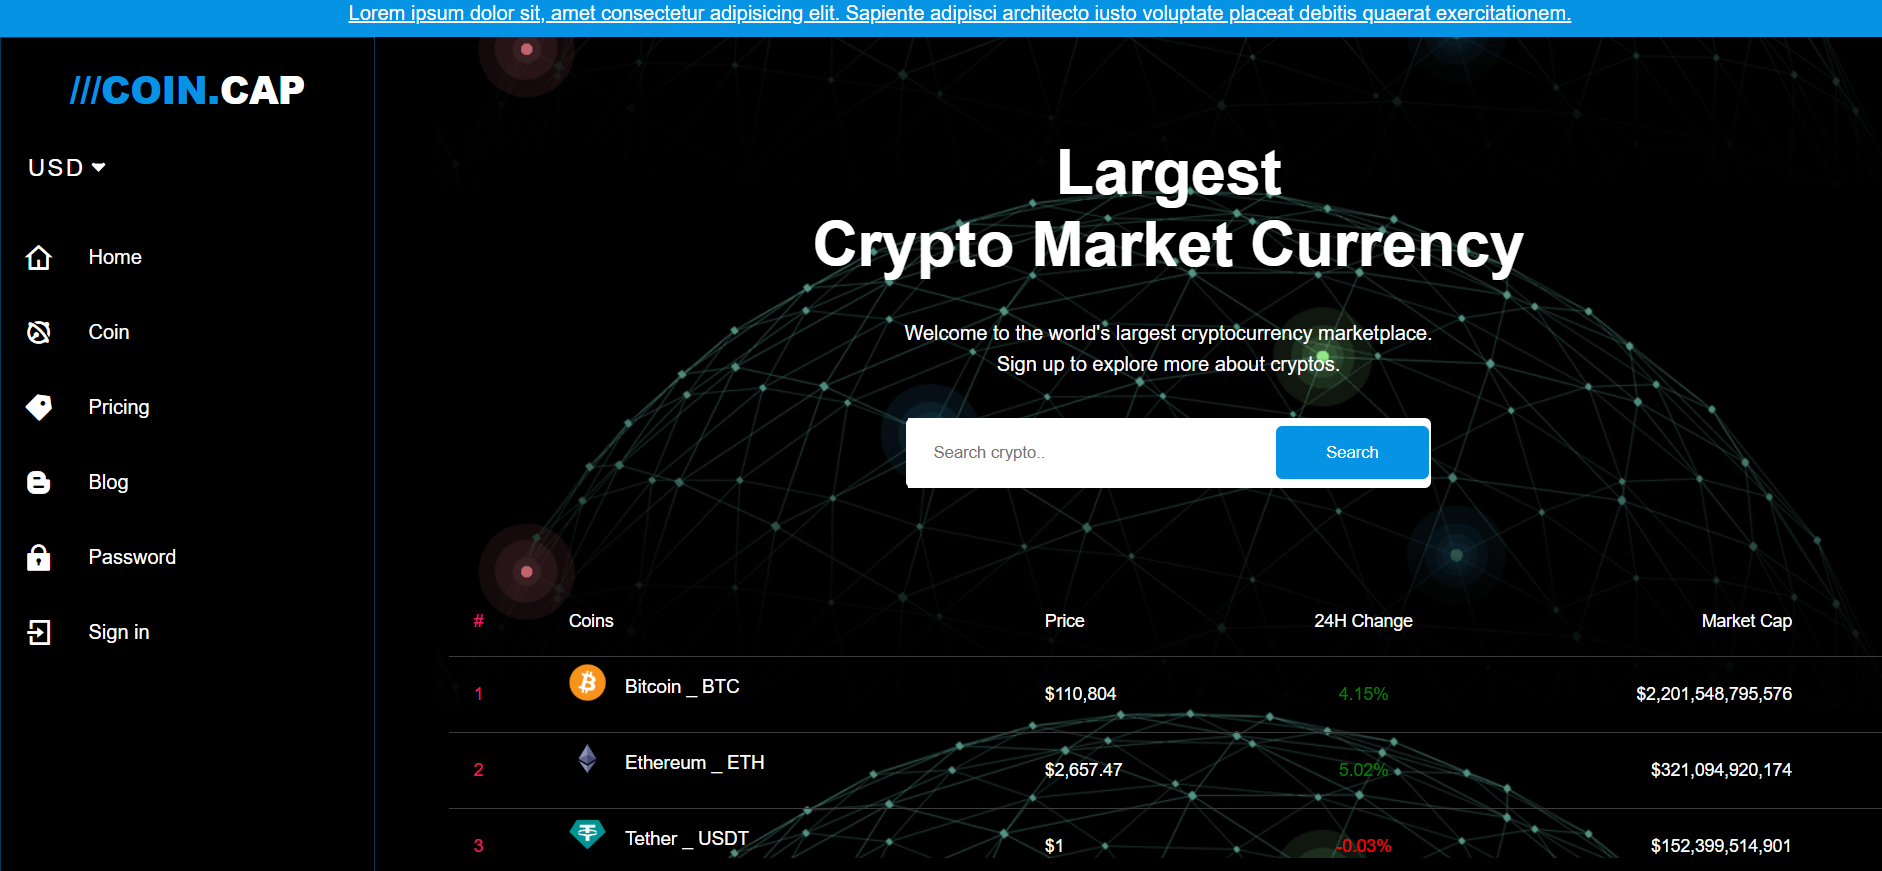 Lorem ipsum dolor sit, amet consectetur adipisicing elit. Sapiente adipisci architecto iusto voluptate placeat debitis quaerat exercitationem.
///COIN.CAP
USD
Home
Coin
Pricing
Blog
Password
Sign in
Largest
Crypto Market Currency
Welcome to the world's largest cryptocurrency marketplace.
Sign up to explore more about cryptos.
Search crypto.. Search
# Coins Price 24H Change Market Cap
1 Bitcoin _ BTC $110,804 4.15% $2,201,548,795,576
2 Ethereum _ ETH $2,657.47 5.02% $321,094,920,174
3 Tether _ USDT $1 -0.03% $152,399,514,901